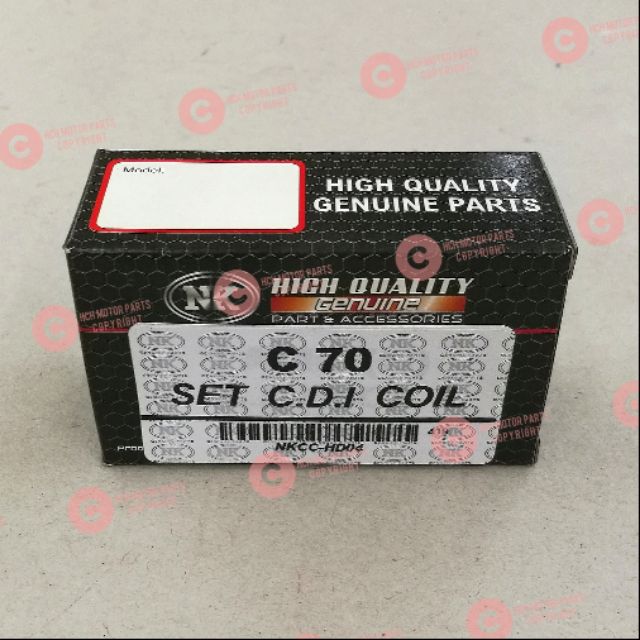 Model.
HIGH QUALITY
GENUINE PARTS
NK
HIGH QUALITY
Genuine
PART & ACCESSORIES
C 70
SET C.D.I COIL
NKCC-HD04
HCH MOTOR PARTS
COPYRIGHT